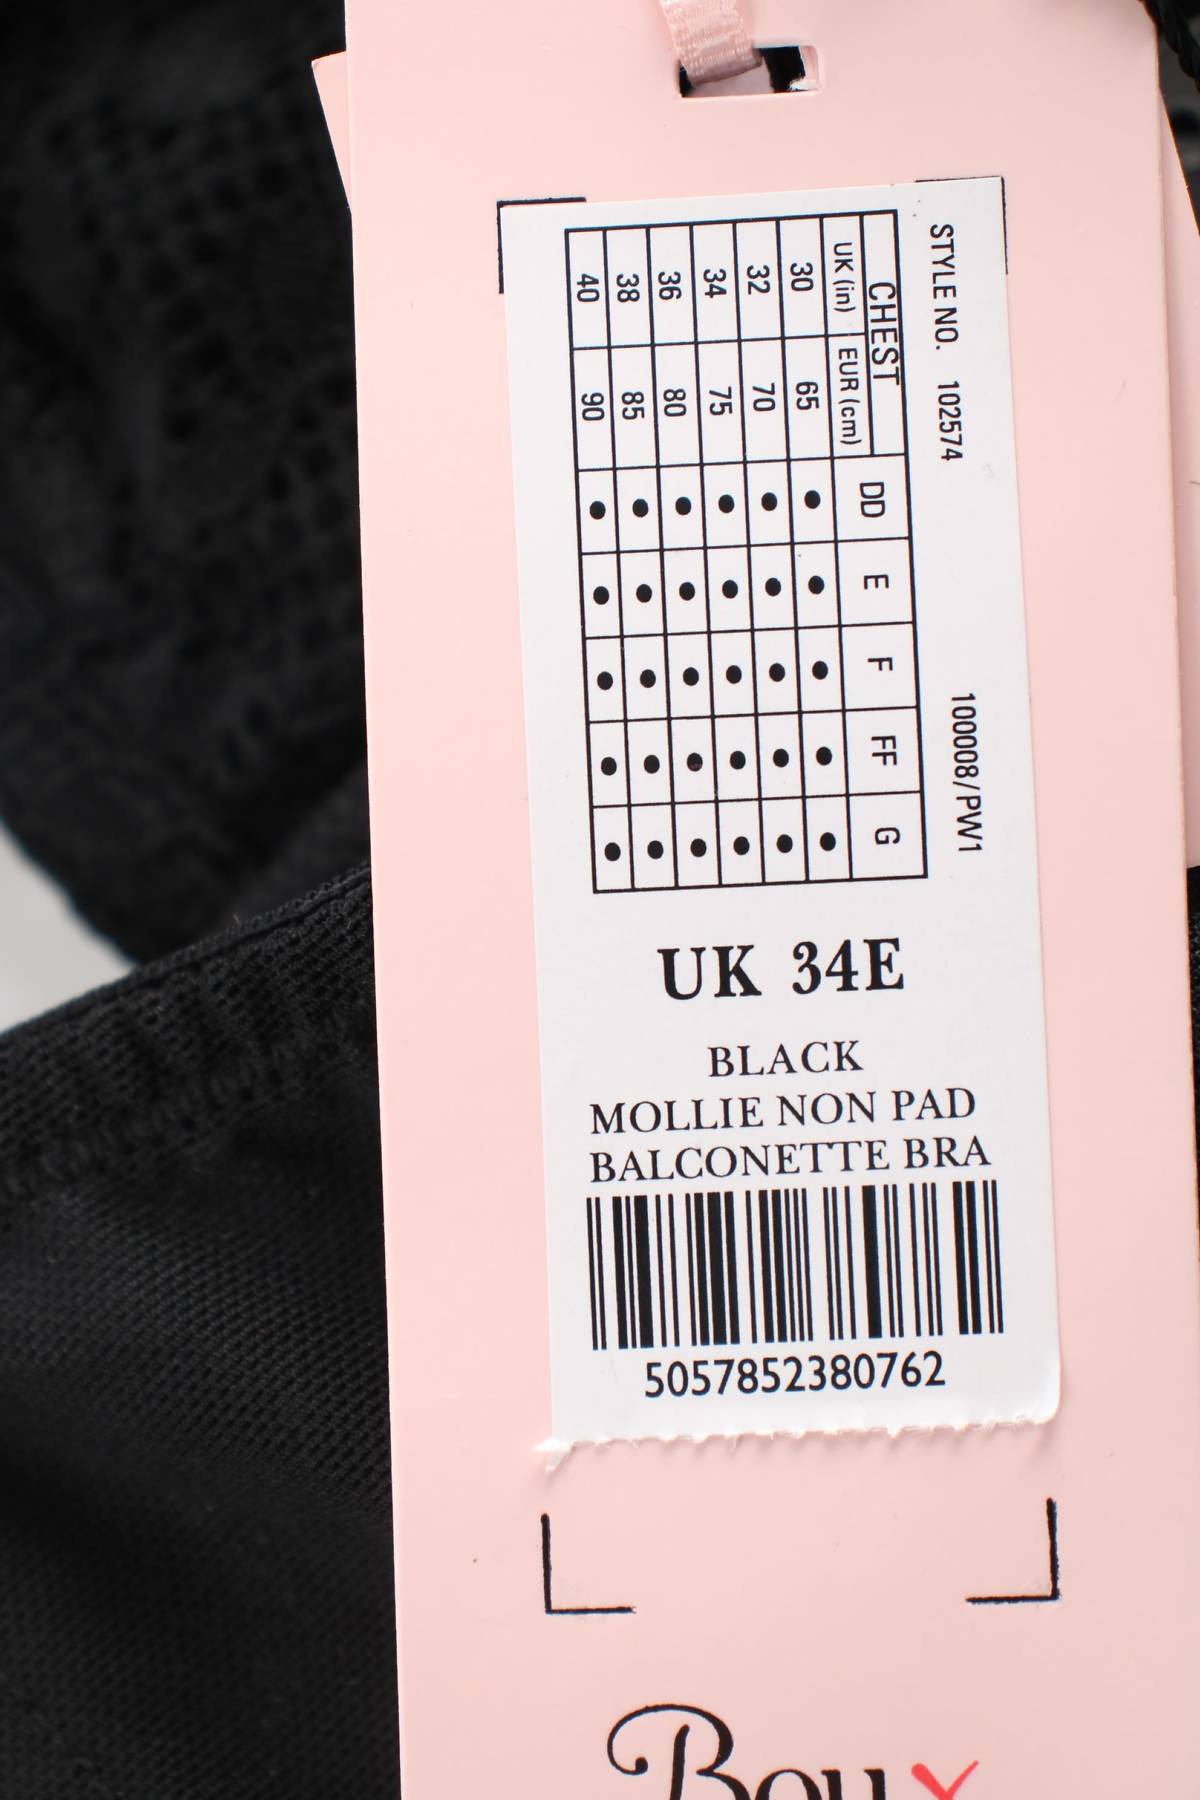 STYLE NO. 102574 100008/PW1
CHEST DD E F FF G
UK (in) EUR (cm)
30 65 • • • • •
32 70 • • • • •
34 75 • • • • •
36 80 • • • • •
38 85 • • • • •
40 90 • • • • •
UK 34E
BLACK
MOLLIE NON PAD
BALCONETTE BRA
5057852380762
Boux